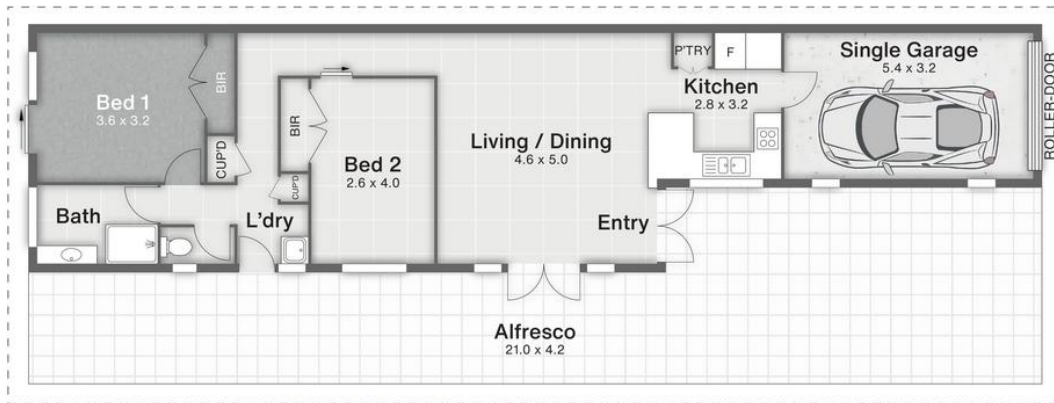 Bed 1
3.6 x 3.2
BIR
CUP'D
BIR
Bed 2
2.6 x 4.0
CUP'D
Bath
L'dry
Living / Dining
4.6 x 5.0
P'TRY
F
Kitchen
2.8 x 3.2
Single Garage
5.4 x 3.2
ROLLER-DOOR
Entry
Alfresco
21.0 x 4.2